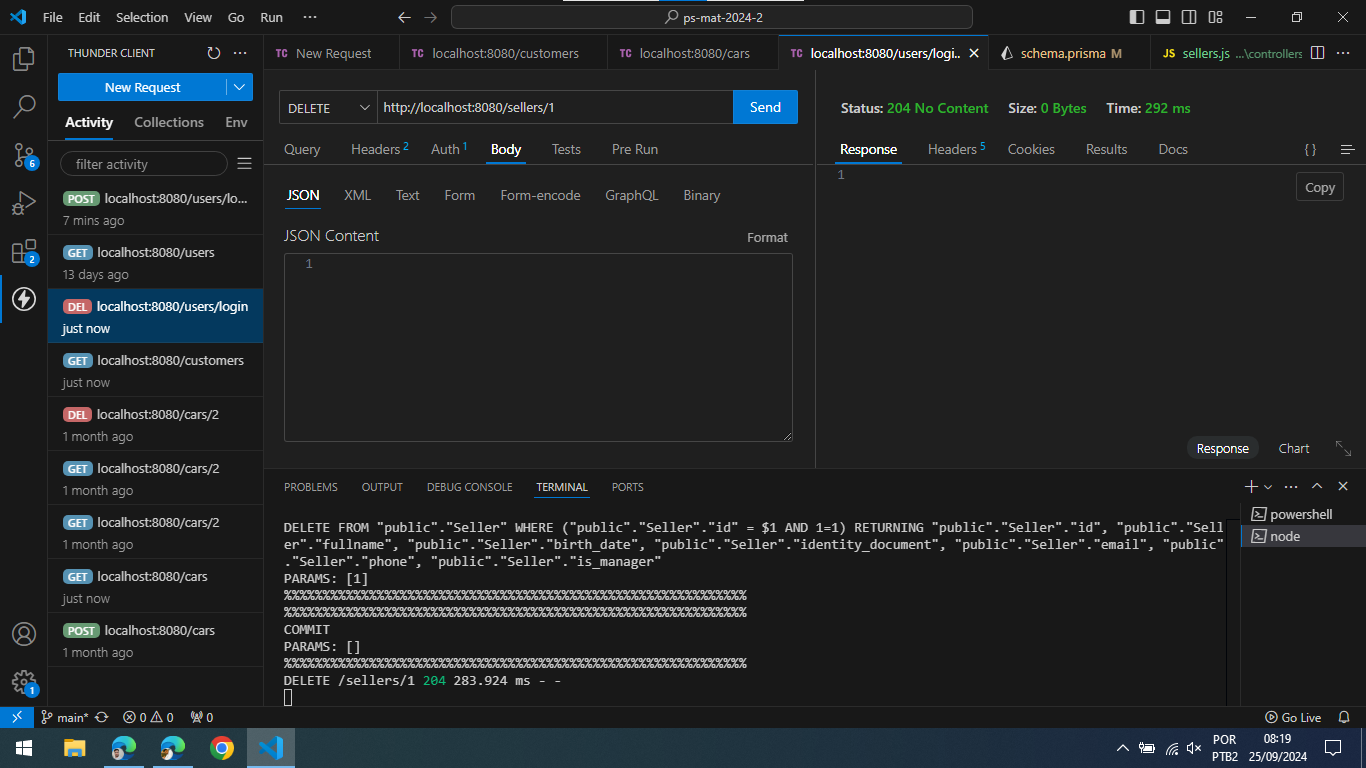 File Edit Selection View Go Run ··· ps-mat-2024-2
THUNDER CLIENT
New Request
Activity Collections Env
filter activity
POST localhost:8080/users/lo...
7 mins ago
GET localhost:8080/users
13 days ago
DEL localhost:8080/users/login
just now
GET localhost:8080/customers
just now
DEL localhost:8080/cars/2
1 month ago
GET localhost:8080/cars/2
1 month ago
GET localhost:8080/cars/2
1 month ago
GET localhost:8080/cars
just now
POST localhost:8080/cars
1 month ago
6
2
1
TC New Request TC localhost:8080/customers TC localhost:8080/cars TC localhost:8080/users/logi.. schema.prisma M JS sellers.js ...\controllers
DELETE http://localhost:8080/sellers/1 Send
Query Headers 2 Auth 1 Body Tests Pre Run
JSON XML Text Form Form-encode GraphQL Binary
JSON Content Format
1
Status: 204 No Content Size: 0 Bytes Time: 292 ms
Response Headers 5 Cookies Results Docs { }
1
Copy
Response Chart
PROBLEMS OUTPUT DEBUG CONSOLE TERMINAL PORTS
DELETE FROM "public"."Seller" WHERE ("public"."Seller"."id" = $1 AND 1=1) RETURNING "public"."Seller"."id", "public"."Sell
er"."fullname", "public"."Seller"."birth_date", "public"."Seller"."identity_document", "public"."Seller"."email", "public"
."Seller"."phone", "public"."Seller"."is_manager"
PARAMS: [1]
%%%%%%%%%%%%%%%%%%%%%%%%%%%%%%%%%%%%%%%%%%%%%%%%%%%%%%%%%%%%
%%%%%%%%%%%%%%%%%%%%%%%%%%%%%%%%%%%%%%%%%%%%%%%%%%%%%%%%%%%%
COMMIT
PARAMS: []
%%%%%%%%%%%%%%%%%%%%%%%%%%%%%%%%%%%%%%%%%%%%%%%%%%%%%%%%%%%%
DELETE /sellers/1 204 283.924 ms - -
powershell
node
main* 0 0 0 Go Live
POR
PTB2
08:19
25/09/2024